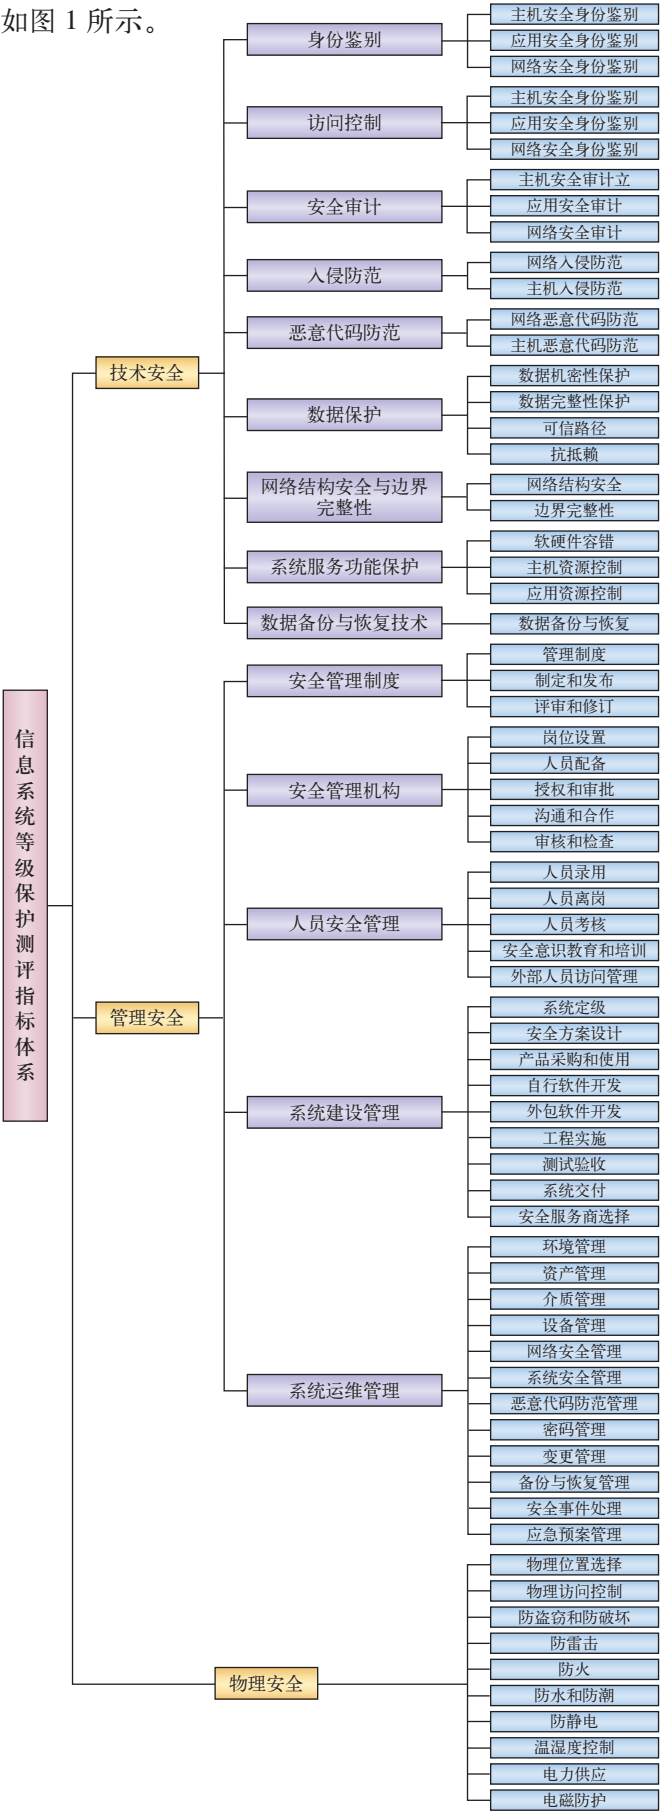 如图 1 所示。
信息系统等级保护测评指标体系
技术安全
身份鉴别
主机安全身份鉴别
应用安全身份鉴别
网络安全身份鉴别
访问控制
主机安全身份鉴别
应用安全身份鉴别
网络安全身份鉴别
安全审计
主机安全审计立
应用安全审计
网络安全审计
入侵防范
网络入侵防范
主机入侵防范
恶意代码防范
网络恶意代码防范
主机恶意代码防范
数据保护
数据机密性保护
数据完整性保护
可信路径
抗抵赖
网络结构安全与边界
完整性
网络结构安全
边界完整性
系统服务功能保护
软硬件容错
主机资源控制
应用资源控制
数据备份与恢复技术
数据备份与恢复
管理安全
安全管理制度
管理制度
制定和发布
评审和修订
安全管理机构
岗位设置
人员配备
授权和审批
沟通和合作
审核和检查
人员安全管理
人员录用
人员离岗
人员考核
安全意识教育和培训
外部人员访问管理
系统建设管理
系统定级
安全方案设计
产品采购和使用
自行软件开发
外包软件开发
工程实施
测试验收
系统交付
安全服务商选择
系统运维管理
环境管理
资产管理
介质管理
设备管理
网络安全管理
系统安全管理
恶意代码防范管理
密码管理
变更管理
备份与恢复管理
安全事件处理
应急预案管理
物理安全
物理位置选择
物理访问控制
防盗窃和防破坏
防雷击
防火
防水和防潮
防静电
温湿度控制
电力供应
电磁防护